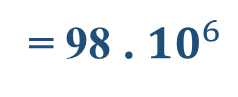 = 98 . 10⁶